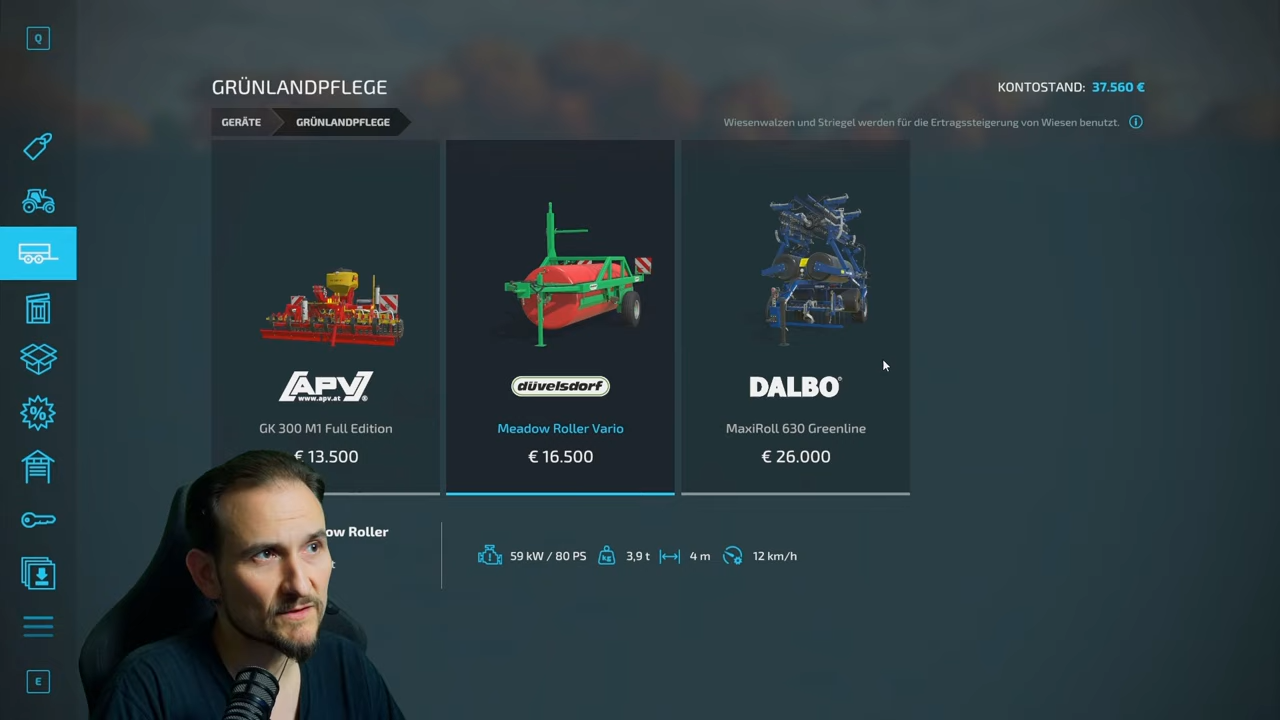 Q
GRÜNLANDPFLEGE
KONTOSTAND: 37.560 €
GERÄTE
GRÜNLANDPFLEGE
Wiesenwalzen und Striegel werden für die Ertragssteigerung von Wiesen benutzt.
APV
www.apv.at
GK 300 M1 Full Edition
€ 13.500
düvelsdorf
Meadow Roller Vario
€ 16.500
DALBO
MaxiRoll 630 Greenline
€ 26.000
Roller
59 kW / 80 PS
kg
3,9 t
4 m
12 km/h
%
E